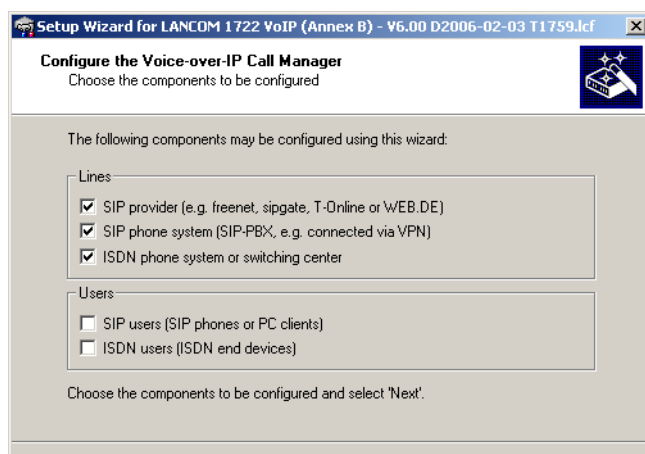 Setup Wizard for LANCOM 1722 VoIP (Annex B) - V6.00 D2006-02-03 T1759.lcf
Configure the Voice-over-IP Call Manager
Choose the components to be configured
The following components may be configured using this wizard:
Lines
SIP provider (e.g. freenet, sipgate, T-Online or WEB.DE)
SIP phone system (SIP-PBX, e.g. connected via VPN)
ISDN phone system or switching center
Users
SIP users (SIP phones or PC clients)
ISDN users (ISDN end devices)
Choose the components to be configured and select 'Next'.